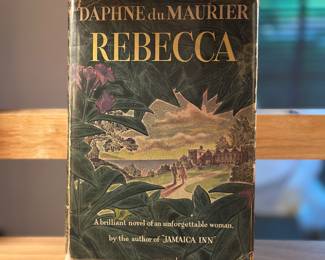 DAPHNE du MAURIER
REBECCA
A brilliant novel of an unforgettable woman,
by the author of "JAMAICA INN"